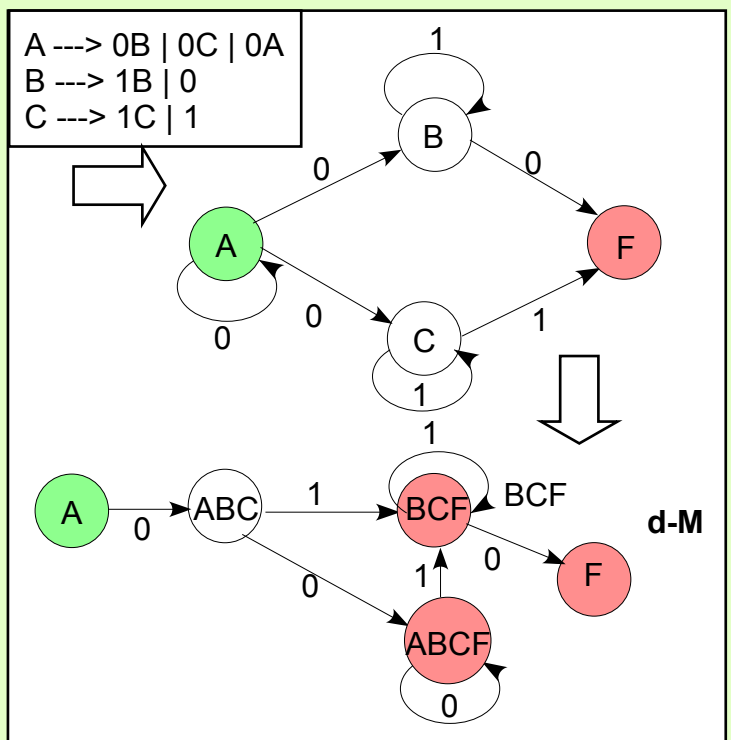 A ---> 0B | 0C | 0A
B ---> 1B | 0
C ---> 1C | 1
1
B
0
0
A
F
0
0
C
1
1
1
A
0
ABC
1
BCF
BCF
0
F
d-M
0
1
ABCF
0